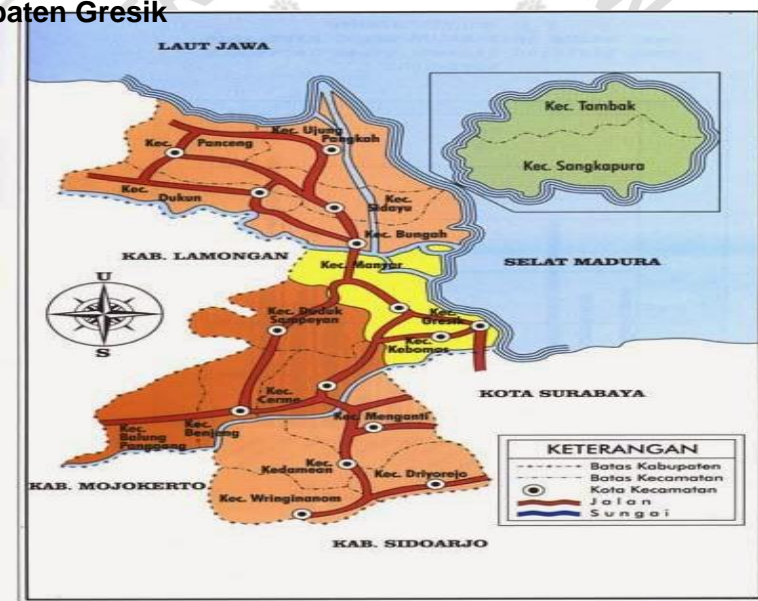 paten Gresik
LAUT JAWA
Kec. Tambak
Kec. Sangkapura
Kec. Ujung
Pangkah
Kec. Panceng
Kec.
Dukun
Kec.
Sidayu
Kec. Bungah
KAB. LAMONGAN
Kec. Manyar
SELAT MADURA
U
S
Kec. Duduk
Sampeyan
Kec.
Gresik
Kec.
Kebomas
KOTA SURABAYA
Kec.
Cerme
Kec. Menganti
Kec.
Balung
Panggang
Kec.
Benjeng
KAB. MOJOKERTO
Kec.
Kedamean
Kec. Driyorejo
Kec. Wringinanom
KAB. SIDOARJO
KETERANGAN
Batas Kabupaten
Batas Kecamatan
Kota Kecamatan
Jalan
Sungai